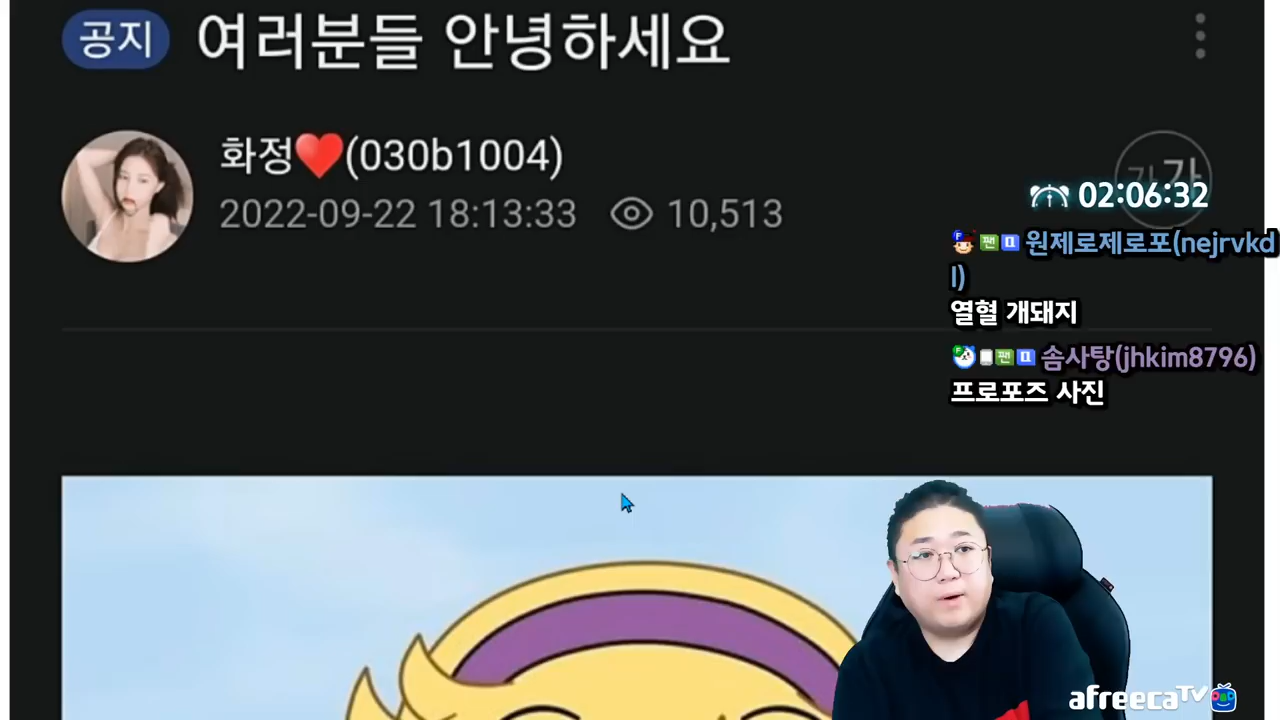 공지 여러분들 안녕하세요
화정❤️(030b1004)
2022-09-22 18:13:33 10,513
02:06:32
원제로제로포(nejrvkd
l)
열혈 개돼지
솜사탕(jhkim8796)
프로포즈 사진
afreecaTV